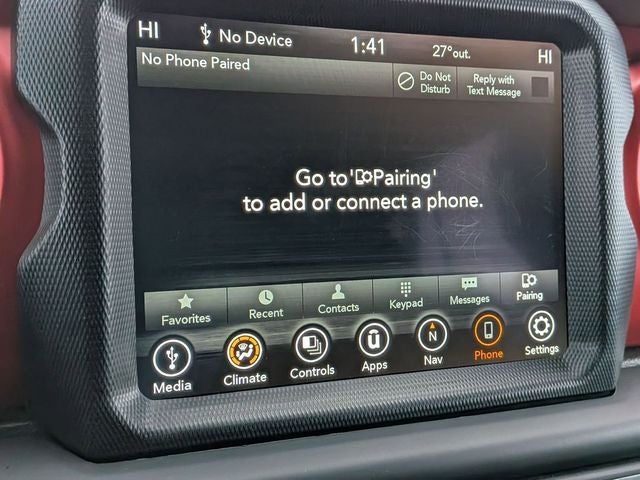 HI No Device 1:41 27°out. HI
No Phone Paired
Do Not
Disturb
Reply with
Text Message
Go to 'Pairing'
to add or connect a phone.
Favorites Recent Contacts Keypad Messages Pairing
Media Climate Controls Apps N Nav Phone Settings